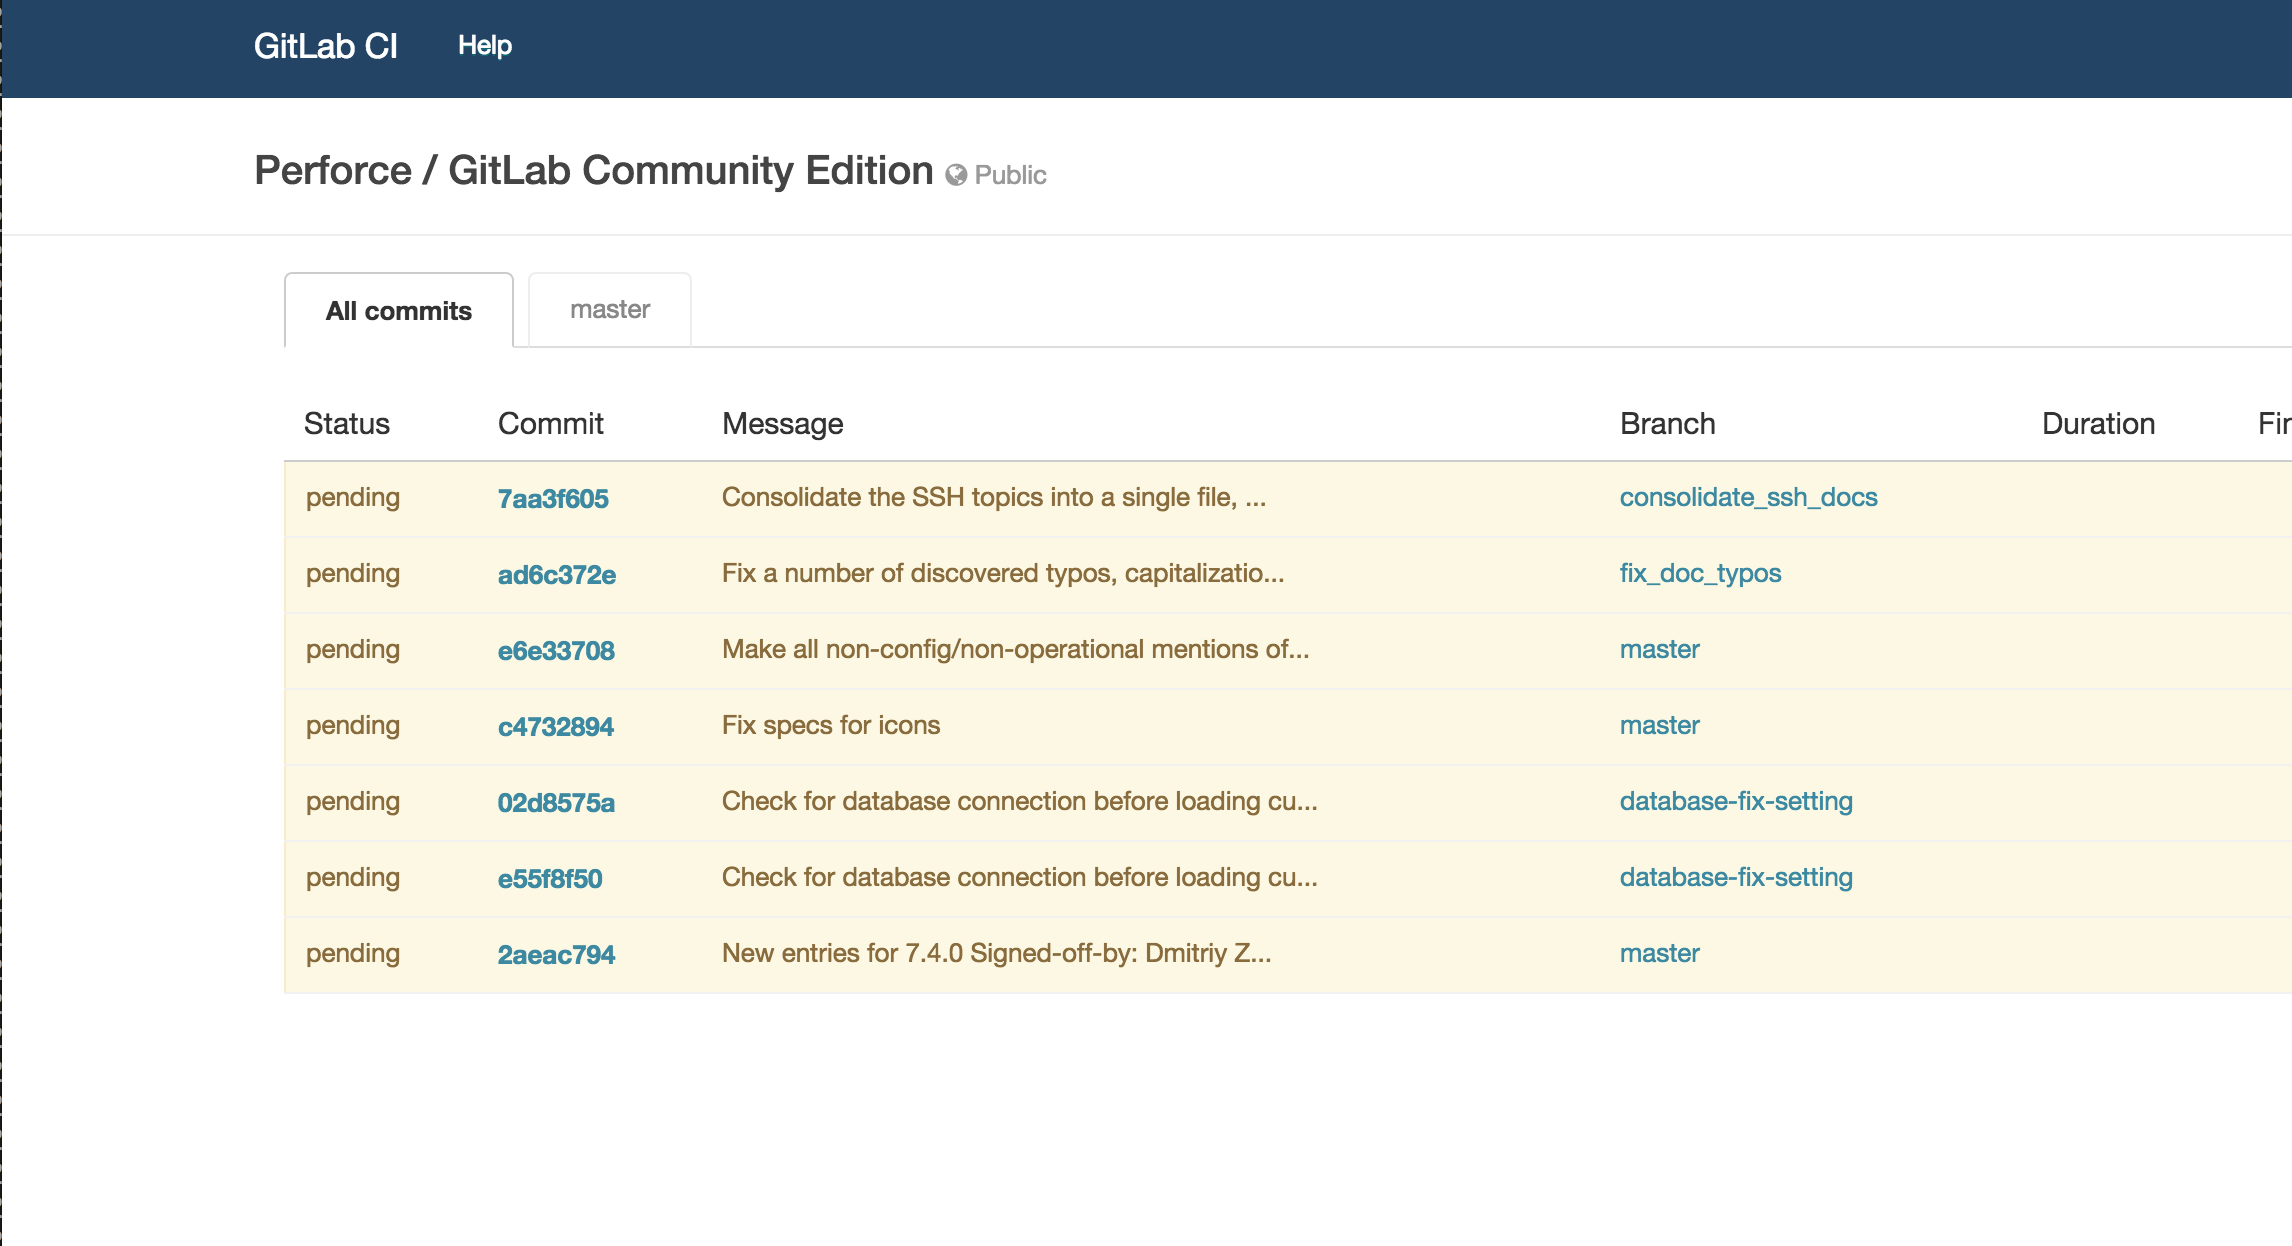 GitLab CI Help
Perforce / GitLab Community Edition Public
All commits master
Status Commit Message Branch Duration
pending 7aa3f605 Consolidate the SSH topics into a single file, ... consolidate_ssh_docs
pending ad6c372e Fix a number of discovered typos, capitalizatio... fix_doc_typos
pending e6e33708 Make all non-config/non-operational mentions of... master
pending c4732894 Fix specs for icons master
pending 02d8575a Check for database connection before loading cu... database-fix-setting
pending e55f8f50 Check for database connection before loading cu... database-fix-setting
pending 2aeac794 New entries for 7.4.0 Signed-off-by: Dmitriy Z... master